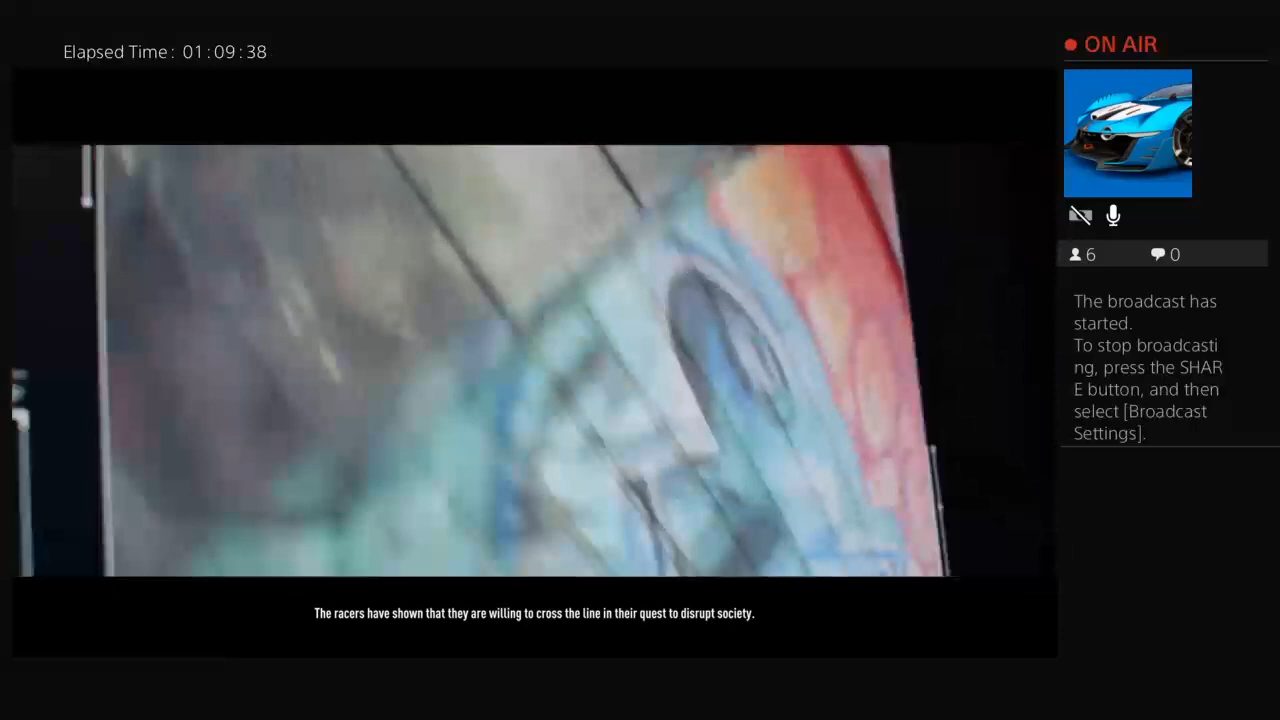 Elapsed Time: 01:09:38
ON AIR
6
0
The broadcast has
started.
To stop broadcasti
ng, press the SHAR
E button, and then
select [Broadcast
Settings].
The racers have shown that they are willing to cross the line in their quest to disrupt society.